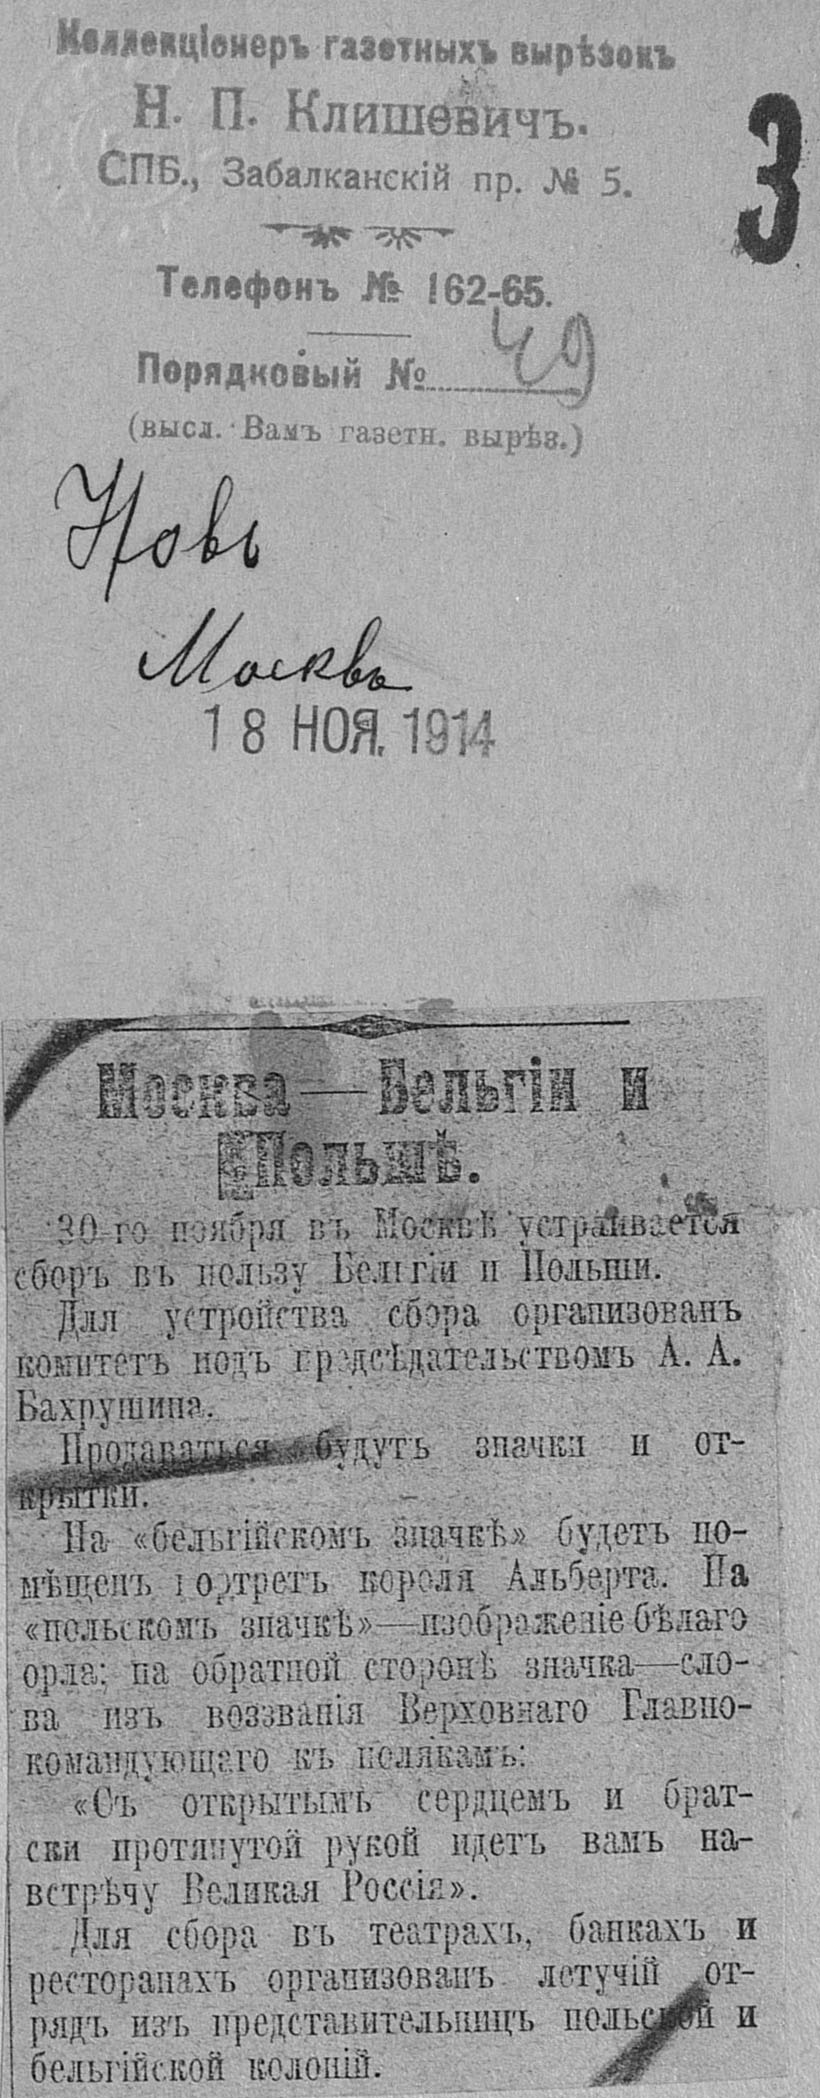 Коллекціонеръ газетныхъ вырѣзокъ
Н. П. Клишевичъ.
СПБ., Забалканскій пр. № 5.
3
Телефонъ № 162-65.
Порядковый № 49
(высл. Вамъ газетн. вырѣз.)
Новь
Москва
18 НОЯ. 1914
Москва — Бельгіи и
Польшѣ.
30-го ноября въ Москвѣ устраивается
сборъ въ пользу Бельгіи и Польши.
Для устройства сбора организованъ
комитетъ подъ предсѣдательствомъ А. А.
Бахрушина.
Продаваться будутъ значки и от-
крытки.
На «бельгійскомъ значкѣ» будетъ по-
мѣщенъ портретъ короля Альберта. На
«польскомъ значкѣ»—изображеніе бѣлаго
орла; на обратной сторонѣ значка—сло-
ва изъ воззванія Верховнаго Главно-
командующаго къ полякамъ:
«Съ открытымъ сердцемъ и брат-
ски протянутой рукой идетъ вамъ на-
встрѣчу Великая Россія».
Для сбора въ театрахъ, банкахъ и
ресторанахъ организованъ летучій от-
рядъ изъ представительницъ польской и
бельгійской колоній.